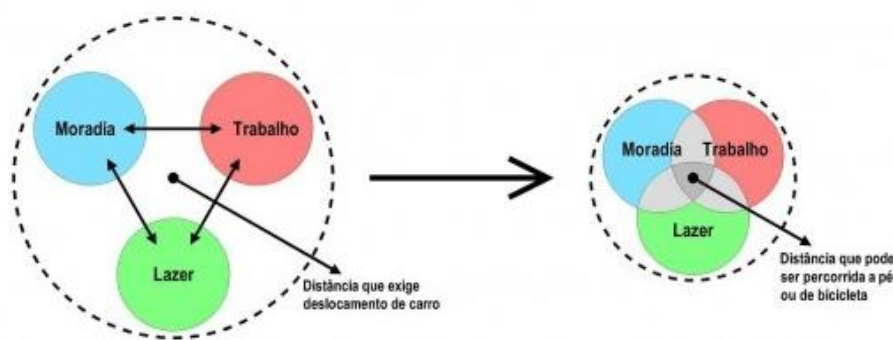 Moradia
Trabalho
Lazer
Distância que exige
deslocamento de carro
Moradia
Trabalho
Lazer
Distância que pode
ser percorrida a pé
ou de bicicleta